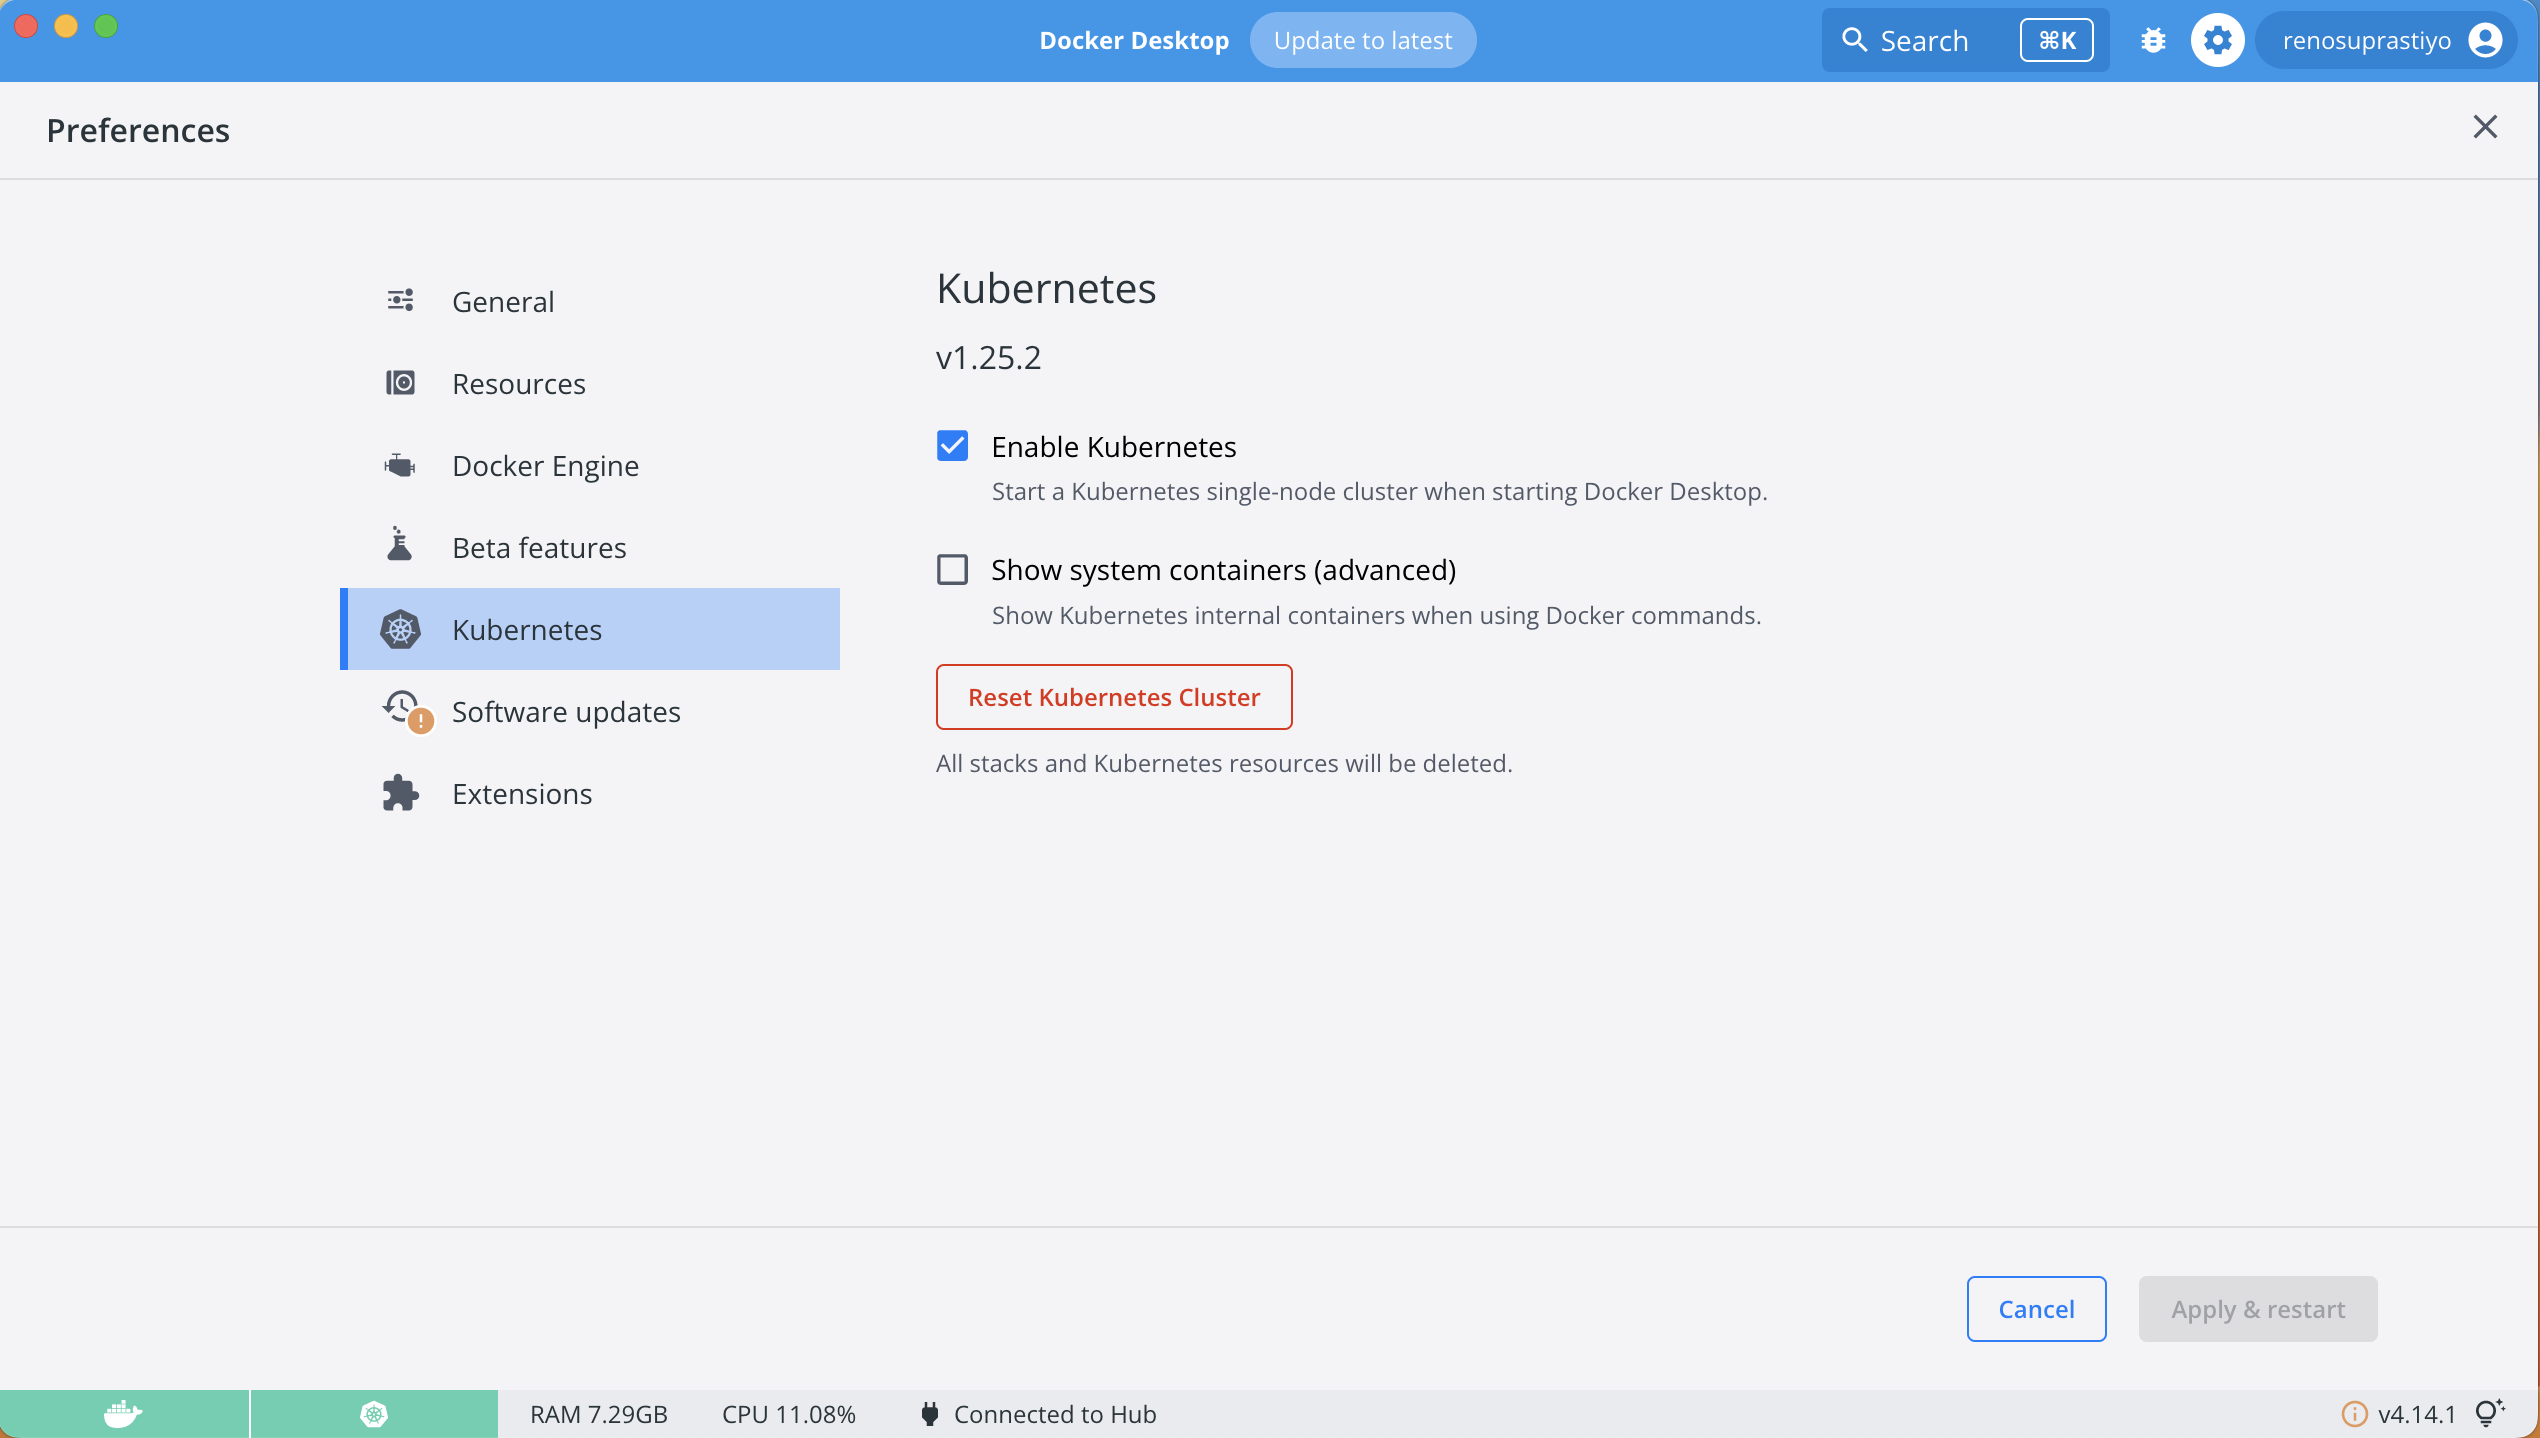 Docker Desktop Update to latest Search ⌘K renosuprastiyo
Preferences
General
Resources
Docker Engine
Beta features
Kubernetes
Software updates
Extensions
Kubernetes
v1.25.2
Enable Kubernetes
Start a Kubernetes single-node cluster when starting Docker Desktop.
Show system containers (advanced)
Show Kubernetes internal containers when using Docker commands.
Reset Kubernetes Cluster
All stacks and Kubernetes resources will be deleted.
Cancel Apply & restart
RAM 7.29GB CPU 11.08% Connected to Hub v4.14.1